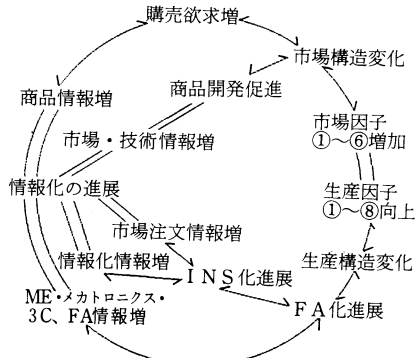 購売欲求増
市場構造変化
商品開発促進
商品情報増
市場因子
①～⑥増加
市場・技術情報増
情報化の進展
生産因子
①～⑧向上
市場注文情報増
情報化情報増
生産構造変化
INS化進展
ME・メカトロニクス・
3C、FA情報増
FA化進展